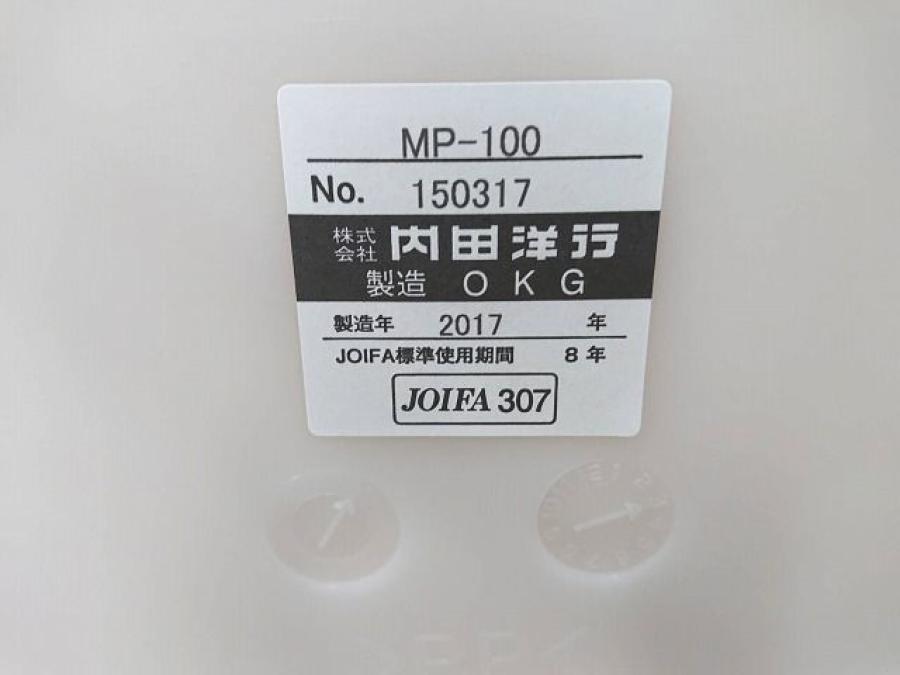 MP-100
No. 150317
株式会社 内田洋行
製造 OKG
製造年 2017 年
JOIFA標準使用期間 8年
JOIFA 307